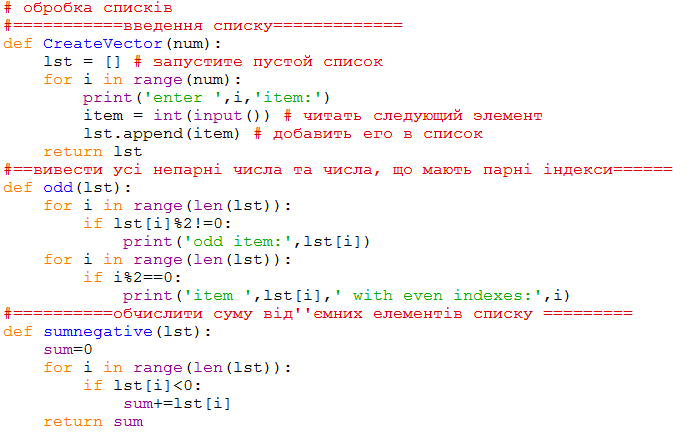 # обробка списків
#===========введення списку=============
def CreateVector(num):
    lst = [] # запустите пустой список
    for i in range(num):
        print('enter ',i,'item:')
        item = int(input()) # читать следующий элемент
        lst.append(item) # добавить его в список
    return lst
#==вивести усі непарні числа та числа, що мають парні індекси======
def odd(lst):
    for i in range(len(lst)):
        if lst[i]%2!=0:
            print('odd item:',lst[i])
    for i in range(len(lst)):
        if i%2==0:
            print('item ',lst[i],' with even indexes:',i)
#==========обчислити суму від''ємних елементів списку =========
def sumnegative(lst):
    sum=0
    for i in range(len(lst)):
        if lst[i]<0:
            sum+=lst[i]
    return sum